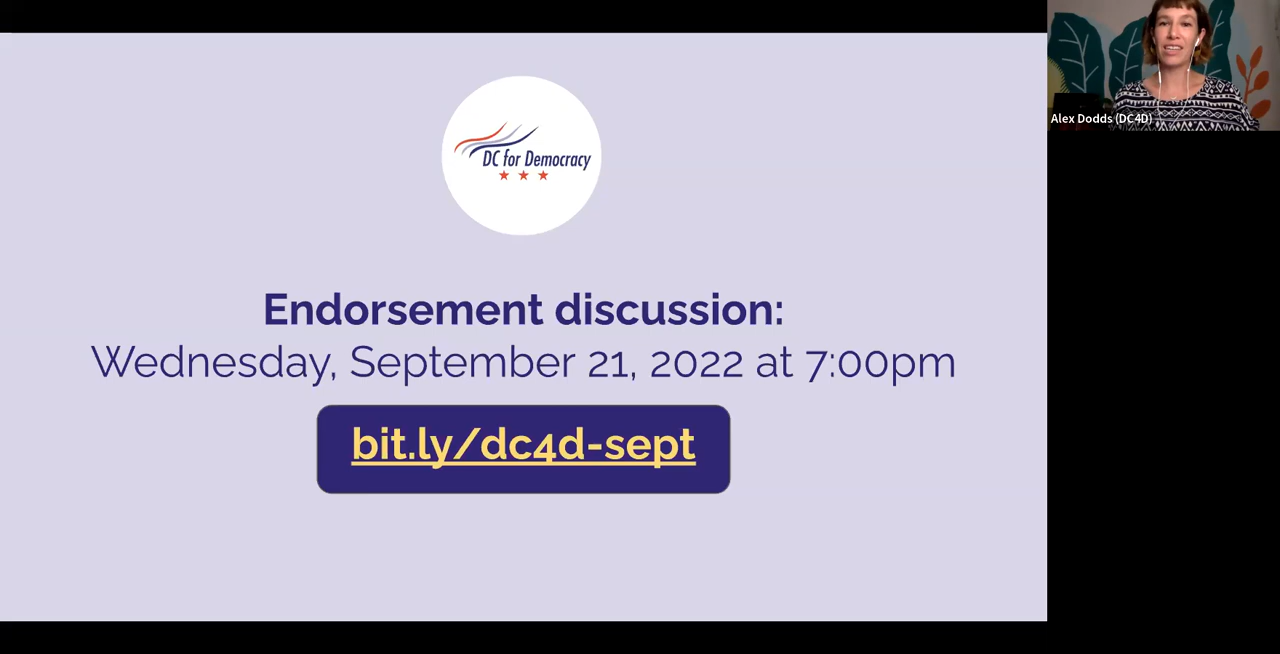 DC for Democracy
Endorsement discussion:
Wednesday, September 21, 2022 at 7:00pm
bit.ly/dc4d-sept
Alex Dodds (DC4D)